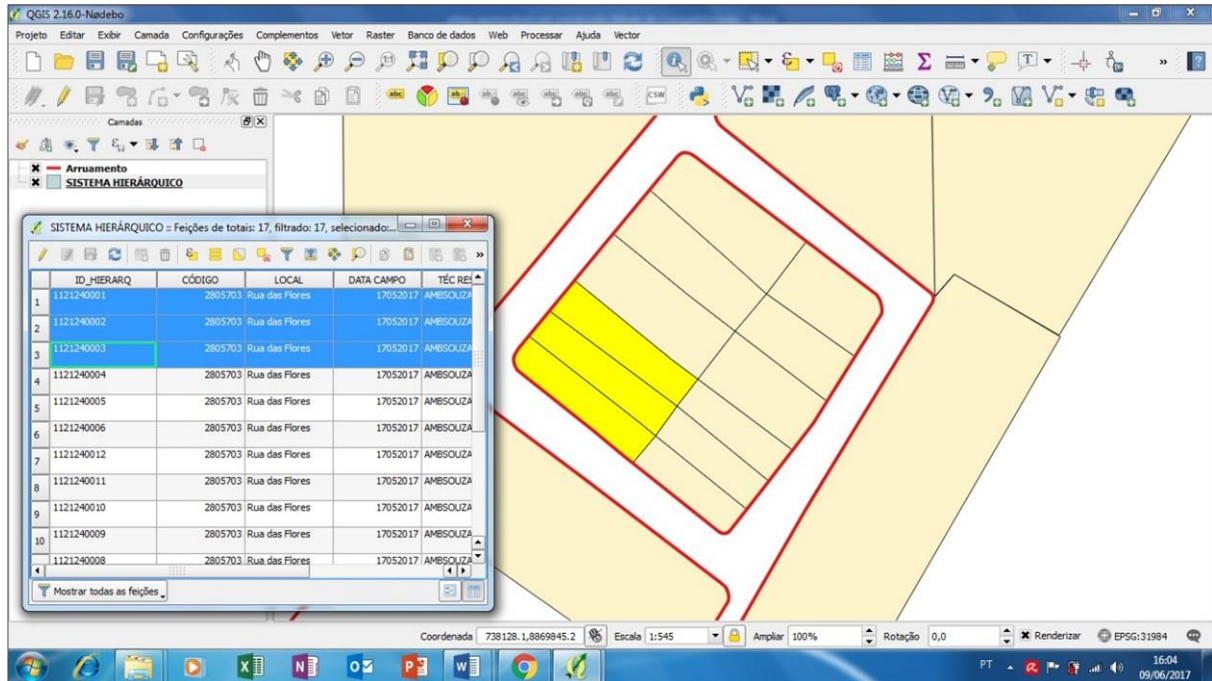 QGIS 2.16.0-Nødebo
Projeto Editar Exibir Camada Configurações Complementos Vetor Raster Banco de dados Web Processar Ajuda Vector
Camadas
Arruamento
SISTEMA HIERÁRQUICO
SISTEMA HIERÁRQUICO :: Feições de totais: 17, filtrado: 17, selecionado:...
ID_HIERARQ CÓDIGO LOCAL DATA CAMPO TÉC RES
1 1121240001 2805703 Rua das Flores 17052017 AMBSOUZA
2 1121240002 2805703 Rua das Flores 17052017 AMBSOUZA
3 1121240003 2805703 Rua das Flores 17052017 AMBSOUZA
4 1121240004 2805703 Rua das Flores 17052017 AMBSOUZA
5 1121240005 2805703 Rua das Flores 17052017 AMBSOUZA
6 1121240006 2805703 Rua das Flores 17052017 AMBSOUZA
7 1121240012 2805703 Rua das Flores 17052017 AMBSOUZA
8 1121240011 2805703 Rua das Flores 17052017 AMBSOUZA
9 1121240010 2805703 Rua das Flores 17052017 AMBSOUZA
10 1121240009 2805703 Rua das Flores 17052017 AMBSOUZA
1121240008 2805703 Rua das Flores 17052017 AMBSOUZA
Mostrar todas as feições
Coordenada 738128.1,8869845.2 Escala 1:545 Ampliar 100% Rotação 0,0 Renderizar EPSG:31984
PT 16:04
09/06/2017